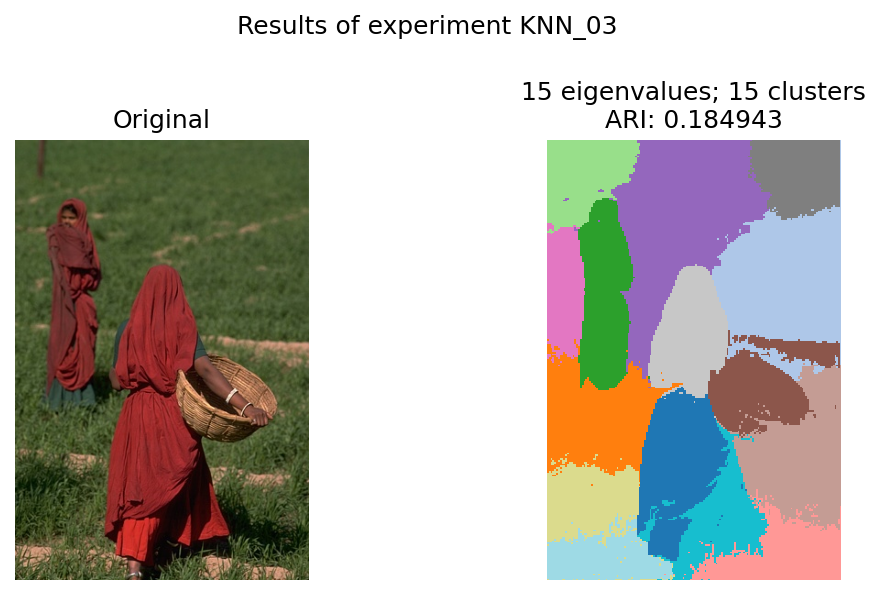 Results of experiment KNN_03
Original
15 eigenvalues; 15 clusters
ARI: 0.184943